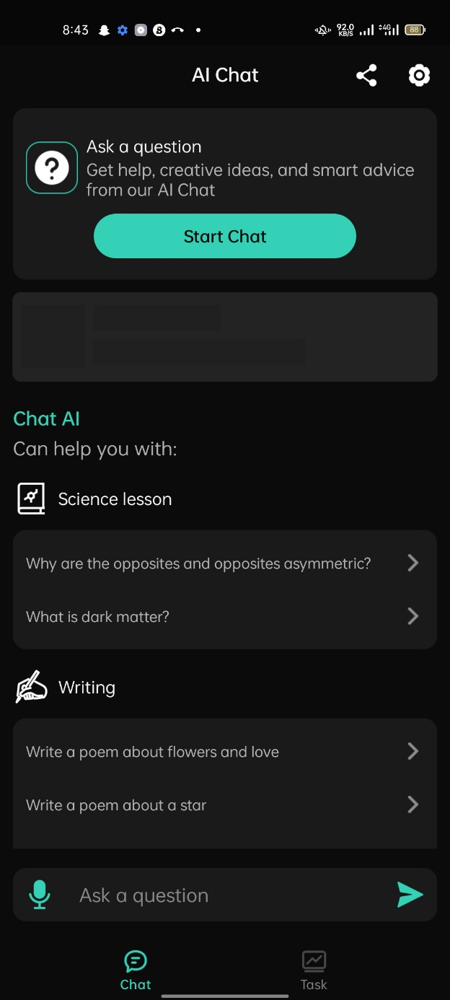 8:43
92.0
KB/S
4G
88
AI Chat
Ask a question
Get help, creative ideas, and smart advice
from our AI Chat
Start Chat
Chat AI
Can help you with:
Science lesson
Why are the opposites and opposites asymmetric?
What is dark matter?
Writing
Write a poem about flowers and love
Write a poem about a star
Ask a question
Chat
Task